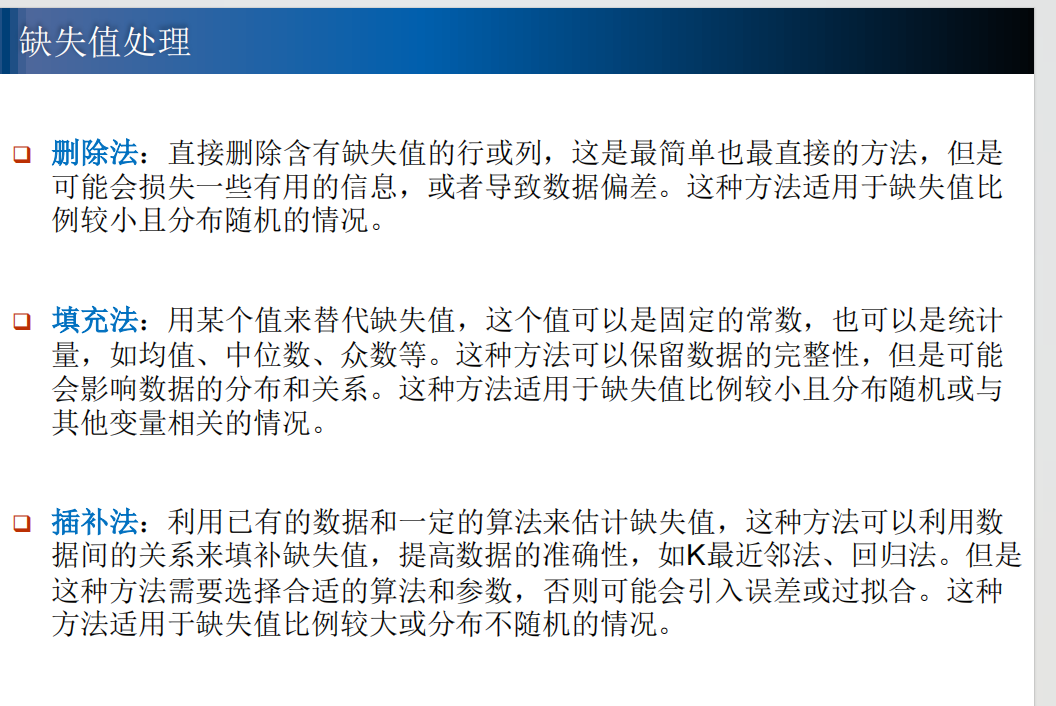 缺失值处理
删除法：直接删除含有缺失值的行或列，这是最简单也最直接的方法，但是
可能会损失一些有用的信息，或者导致数据偏差。这种方法适用于缺失值比
例较小且分布随机的情况。
填充法：用某个值来替代缺失值，这个值可以是固定的常数，也可以是统计
量，如均值、中位数、众数等。这种方法可以保留数据的完整性，但是可能
会影响数据的分布和关系。这种方法适用于缺失值比例较小且分布随机或与
其他变量相关的情况。
插补法：利用已有的数据和一定的算法来估计缺失值，这种方法可以利用数
据间的关系来填补缺失值，提高数据的准确性，如K最近邻法、回归法。但是
这种方法需要选择合适的算法和参数，否则可能会引入误差或过拟合。这种
方法适用于缺失值比例较大或分布不随机的情况。